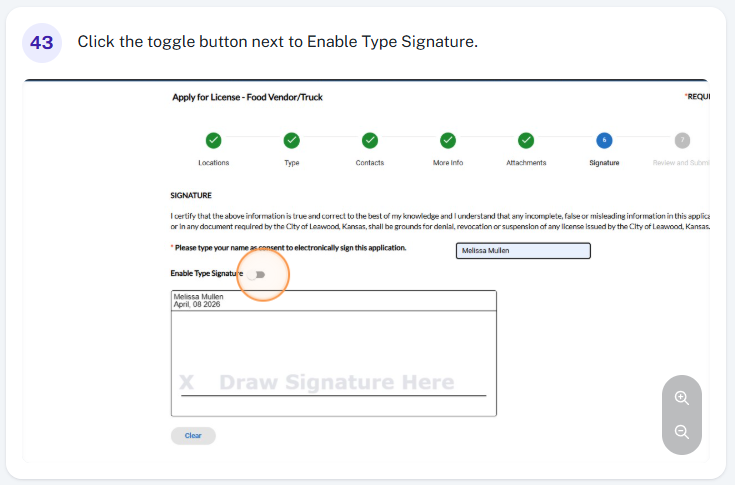 43 Click the toggle button next to Enable Type Signature.
Apply for License - Food Vendor/Truck
*REQUI
Locations Type Contacts More Info Attachments 6 Signature 7 Review and Submi
SIGNATURE
I certify that the above information is true and correct to the best of my knowledge and I understand that any incomplete, false or misleading information in this applica
or in any document required by the City of Leawood, Kansas, shall be grounds for denial, revocation or suspension of any license issued by the City of Leawood, Kansas.
* Please type your name as consent to electronically sign this application. Melissa Mullen
Enable Type Signature
Melissa Mullen
April, 08 2026
X Draw Signature Here
Clear